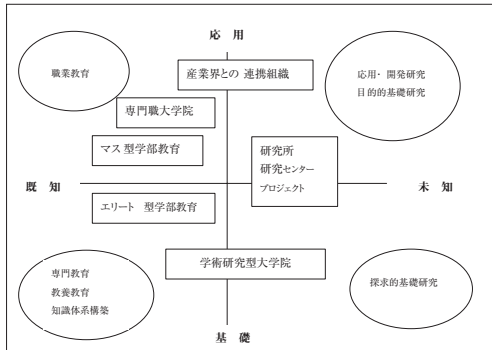 応 用
職業教育
産業界との 連携組織
応用・ 開発研究
目的的基礎研究
専門職大学院
マス 型学部教育
研究所
研究センター
プロジェクト
既 知
未 知
エリート 型学部教育
学術研究型大学院
専門教育
教養教育
知識体系構築
探求的基礎研究
基 礎